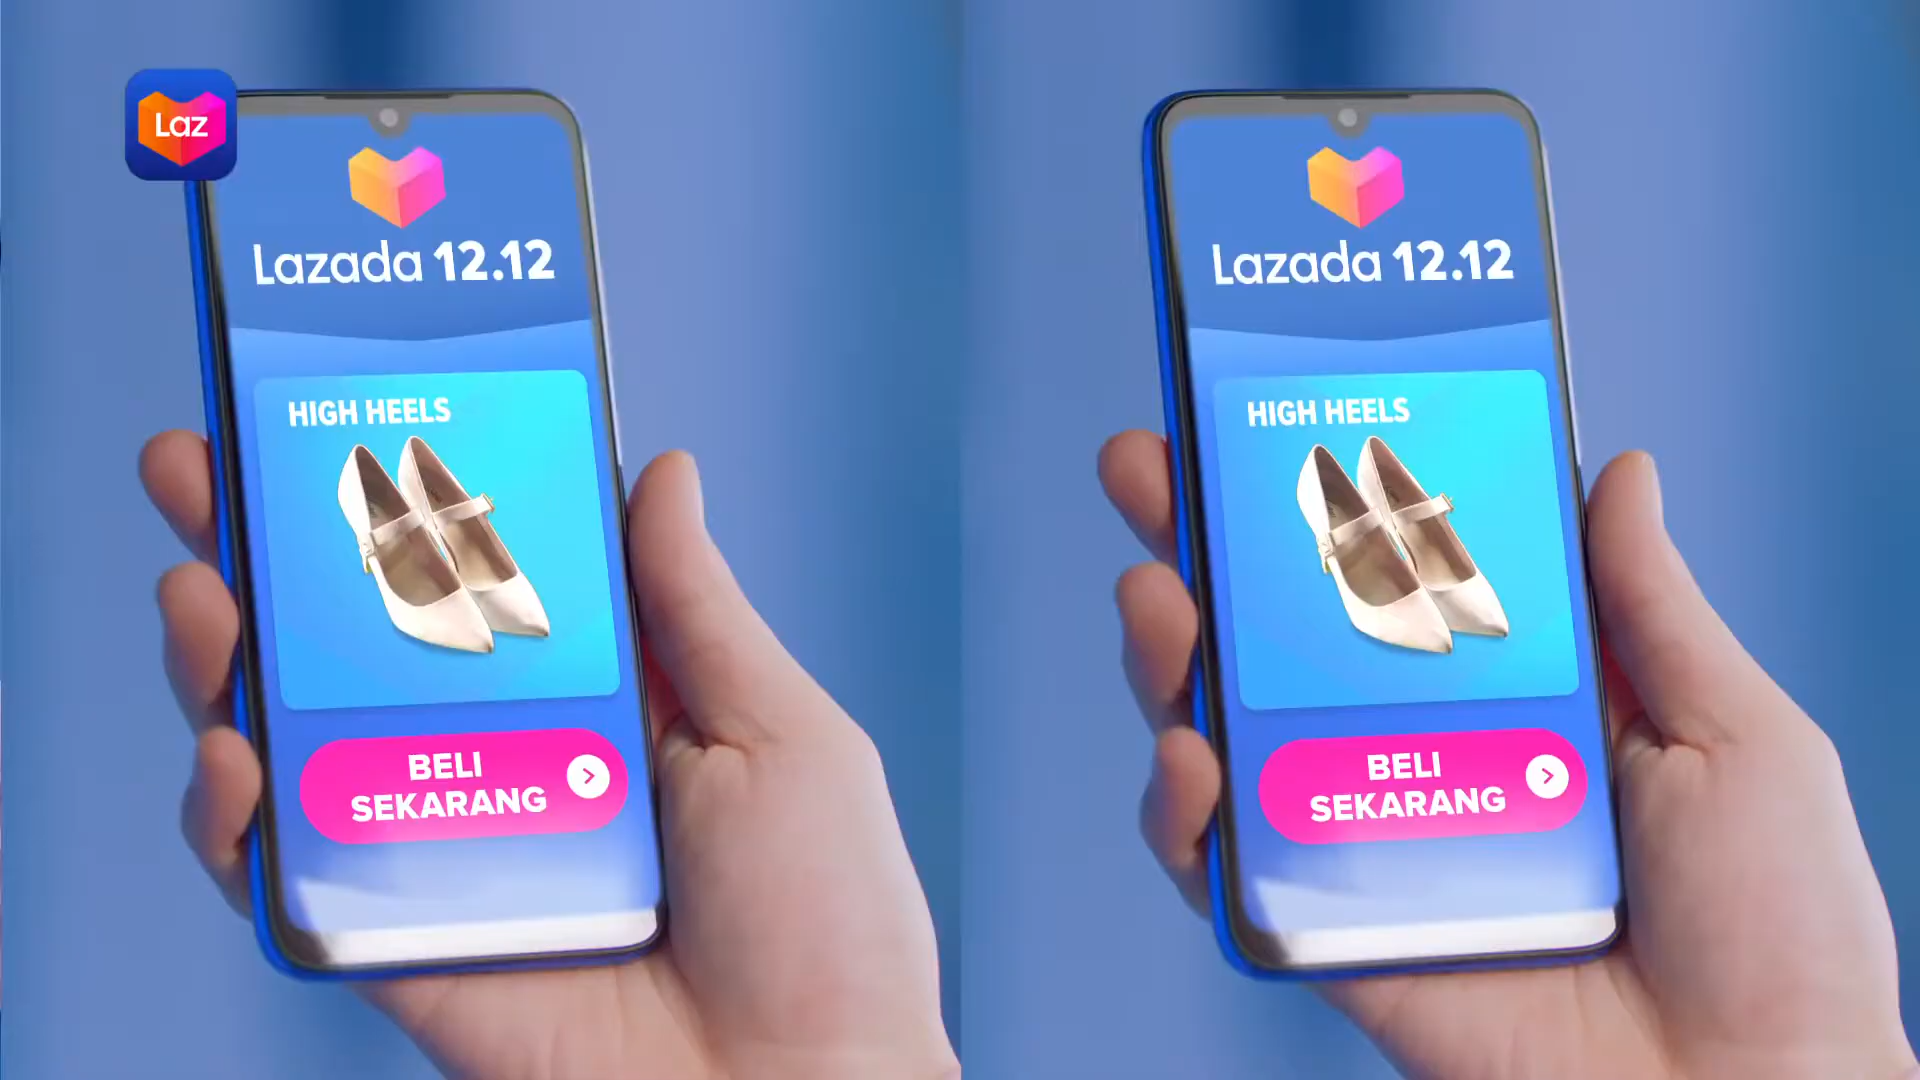 Laz
Lazada 12.12
HIGH HEELS
BELI
SEKARANG
Lazada 12.12
HIGH HEELS
BELI
SEKARANG